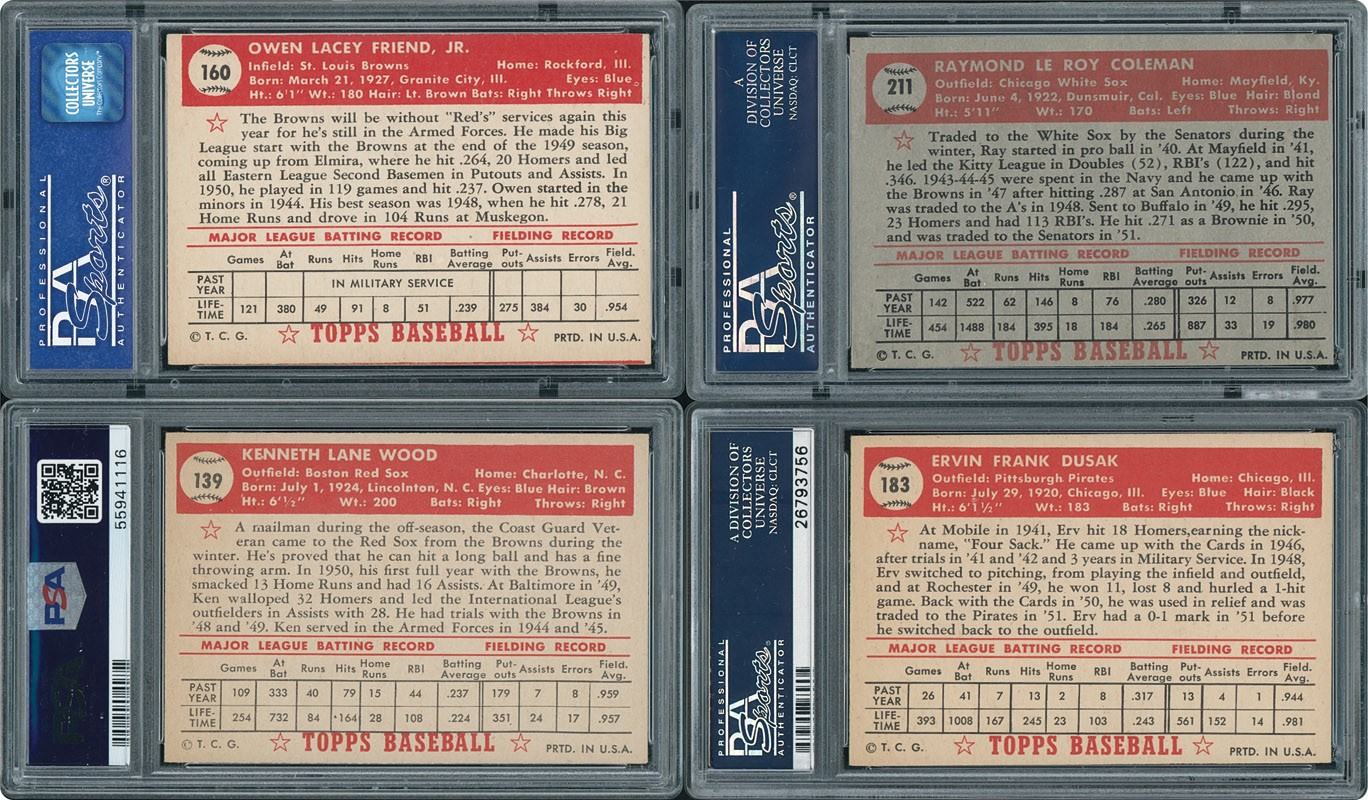 COLLECTORS
UNIVERSE
PROFESSIONAL
PSA
Sports®
AUTHENTICATOR
160
OWEN LACEY FRIEND, JR.
Infield: St. Louis Browns Home: Rockford, Ill.
Born: March 21, 1927, Granite City, Ill. Eyes: Blue
Ht.: 6'1" Wt.: 180 Hair: Lt. Brown Bats: Right Throws Right
The Browns will be without "Red's" services again this
year for he's still in the Armed Forces. He made his Big
League start with the Browns at the end of the 1949 season,
coming up from Elmira, where he hit .264, 20 Homers and led
all Eastern League Second Basemen in Putouts and Assists. In
1950, he played in 119 games and hit .237. Owen started in the
minors in 1944. His best season was 1948, when he hit .278, 21
Home Runs and drove in 104 Runs at Muskegon.
MAJOR LEAGUE BATTING RECORD FIELDING RECORD
Games At Bat Runs Hits Home Runs RBI Batting Average Put-outs Assists Errors Field. Avg.
PAST YEAR IN MILITARY SERVICE
LIFE-TIME 121 380 49 91 8 51 .239 275 384 30 .954
© T. C. G. TOPPS BASEBALL PRTD. IN U.S.A.
A
DIVISION OF
COLLECTORS
UNIVERSE
NASDAQ: CLCT
PROFESSIONAL
PSA
Sports®
AUTHENTICATOR
211
RAYMOND LE ROY COLEMAN
Outfield: Chicago White Sox Home: Mayfield, Ky.
Born: June 4, 1922, Dunsmuir, Cal. Eyes: Blue Hair: Blond
Ht.: 5'11" Wt.: 170 Bats: Left Throws: Right
Traded to the White Sox by the Senators during the
winter, Ray started in pro ball in '40. At Mayfield in '41,
he led the Kitty League in Doubles (52), RBI's (122), and hit
.346. 1943-44-45 were spent in the Navy and he came up with
the Browns in '47 after hitting .287 at San Antonio in '46. Ray
was traded to the A's in 1948. Sent to Buffalo in '49, he hit .295,
23 Homers and had 113 RBI's. He hit .271 as a Brownie in '50,
and was traded to the Senators in '51.
MAJOR LEAGUE BATTING RECORD FIELDING RECORD
Games At Bat Runs Hits Home Runs RBI Batting Average Put-outs Assists Errors Field. Avg.
PAST YEAR 142 522 62 146 8 76 .280 326 12 8 .977
LIFE-TIME 454 1488 184 395 18 184 .265 887 33 19 .980
© T. C. G. TOPPS BASEBALL PRTD. IN U.S.A.
55941116
PSA
139
KENNETH LANE WOOD
Outfield: Boston Red Sox Home: Charlotte, N. C.
Born: July 1, 1924, Lincolnton, N. C. Eyes: Blue Hair: Brown
Ht.: 6'½" Wt.: 200 Bats: Right Throws: Right
A mailman during the off-season, the Coast Guard Vet-
eran came to the Red Sox from the Browns during the
winter. He's proved that he can hit a long ball and has a fine
throwing arm. In 1950, his first full year with the Browns, he
smacked 13 Home Runs and had 16 Assists. At Baltimore in '49,
Ken walloped 32 Homers and led the International League's
outfielders in Assists with 28. He had trials with the Browns in
'48 and '49. Ken served in the Armed Forces in 1944 and '45.
MAJOR LEAGUE BATTING RECORD FIELDING RECORD
Games At Bat Runs Hits Home Runs RBI Batting Average Put-outs Assists Errors Field. Avg.
PAST YEAR 109 333 40 79 15 44 .237 179 7 8 .959
LIFE-TIME 254 732 84 164 28 108 .224 351 24 17 .957
© T. C. G. TOPPS BASEBALL PRTD. IN U.S.A.
A DIVISION OF
COLLECTORS
UNIVERSE
NASDAQ: CLCT
26793756
PROFESSIONAL
PSA
Sports®
AUTHENTICATOR
183
ERVIN FRANK DUSAK
Outfield: Pittsburgh Pirates Home: Chicago, Ill.
Born: July 29, 1920, Chicago, Ill. Eyes: Blue Hair: Black
Ht.: 6'1½" Wt.: 183 Bats: Right Throws: Right
At Mobile in 1941, Erv hit 18 Homers,earning the nick-
name, "Four Sack." He came up with the Cards in 1946,
after trials in '41 and '42 and 3 years in Military Service. In 1948,
Erv switched to pitching, from playing the infield and outfield,
and at Rochester in '49, he won 11, lost 8 and hurled a 1-hit
game. Back with the Cards in '50, he was used in relief and was
traded to the Pirates in '51. Erv had a 0-1 mark in '51 before
he switched back to the outfield.
MAJOR LEAGUE BATTING RECORD FIELDING RECORD
Games At Bat Runs Hits Home Runs RBI Batting Average Put-outs Assists Errors Field. Avg.
PAST YEAR 26 41 7 13 2 8 .317 13 4 1 .944
LIFE-TIME 393 1008 167 245 23 103 .243 561 152 14 .981
© T. C. G. TOPPS BASEBALL PRTD. IN U.S.A.